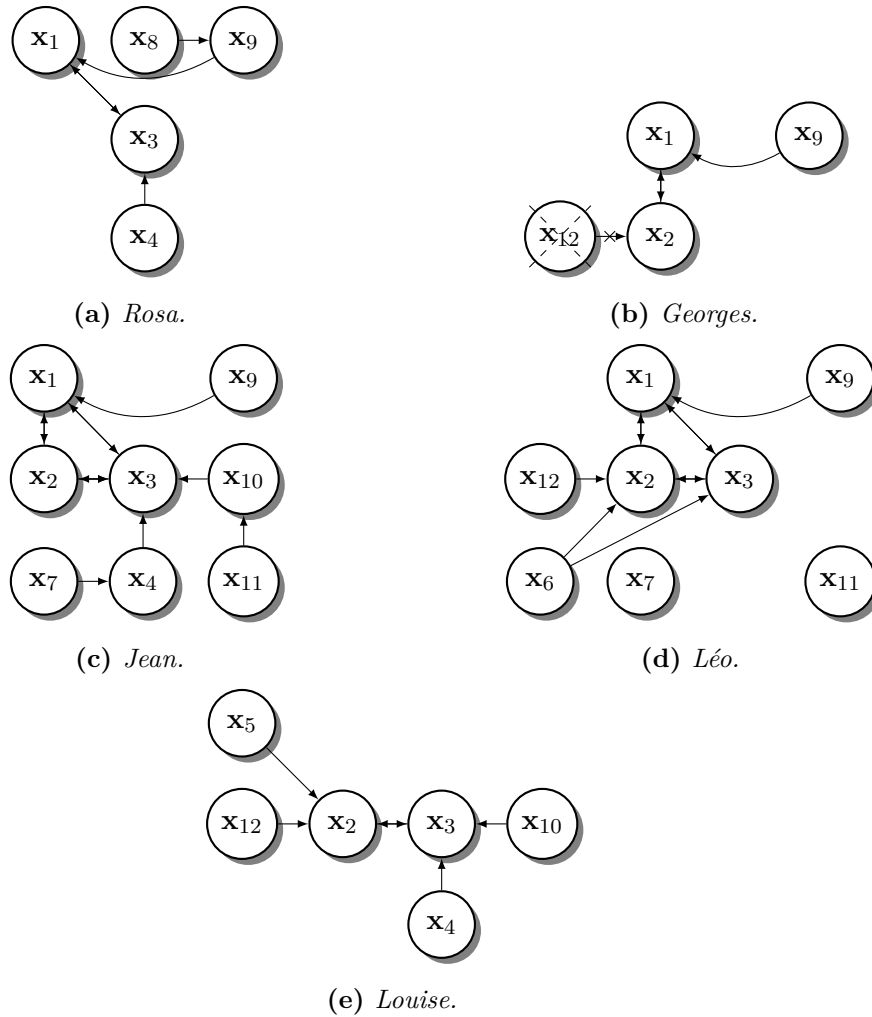 x1 x8 x9
x3
x4
(a) Rosa.
x1 x9
x12 x2
(b) Georges.
x1 x9
x2 x3 x10
x7 x4 x11
(c) Jean.
x1 x9
x12 x2 x3
x6 x7 x11
(d) Léo.
x5
x12 x2 x3 x10
x4
(e) Louise.